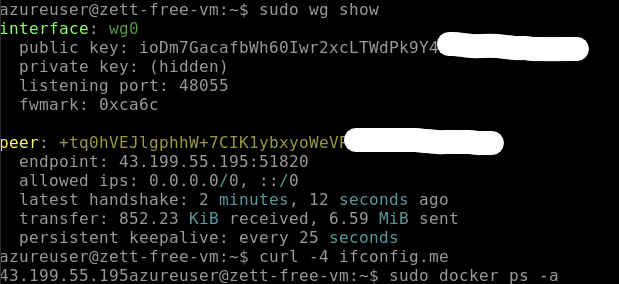 azureuser@zett-free-vm:~$ sudo wg show
interface: wg0
public key: ioDm7GacafbWh60Iwr2xcLTWdPk9Y4
private key: (hidden)
listening port: 48055
fwmark: 0xca6c
peer: +tq0hVEJlgphhW+7CIK1ybxyoWeVP
endpoint: 43.199.55.195:51820
allowed ips: 0.0.0.0/0, ::/0
latest handshake: 2 minutes, 12 seconds ago
transfer: 852.23 KiB received, 6.59 MiB sent
persistent keepalive: every 25 seconds
azureuser@zett-free-vm:~$ curl -4 ifconfig.me
43.199.55.195azureuser@zett-free-vm:~$ sudo docker ps -a